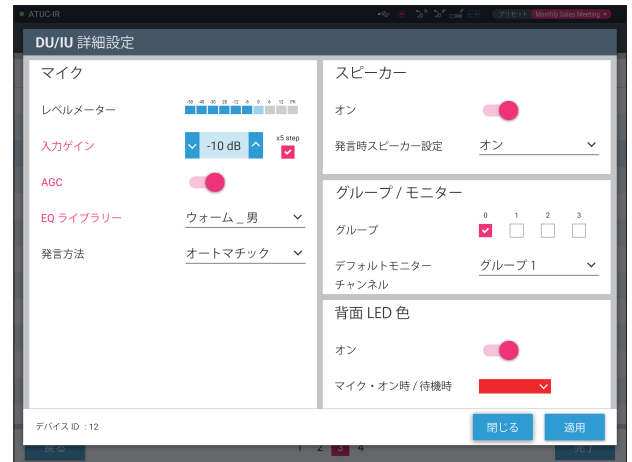 ATUC-IR
プリセット Monthly Sales Meeting
DU/IU 詳細設定
マイク
レベルメーター
-50 -40 -30 -20 -12 -6 0 6 12 PK
入力ゲイン
-10 dB
x5 step
AGC
EQ ライブラリー
ウォーム _ 男
発言方法
オートマチック
スピーカー
オン
発言時スピーカー設定
オン
グループ / モニター
0 1 2 3
グループ
デフォルトモニター
チャンネル
グループ 1
背面 LED 色
オン
マイク・オン時 / 待機時
デバイス ID : 12
閉じる
適用
戻る
1 2 3 4
完了